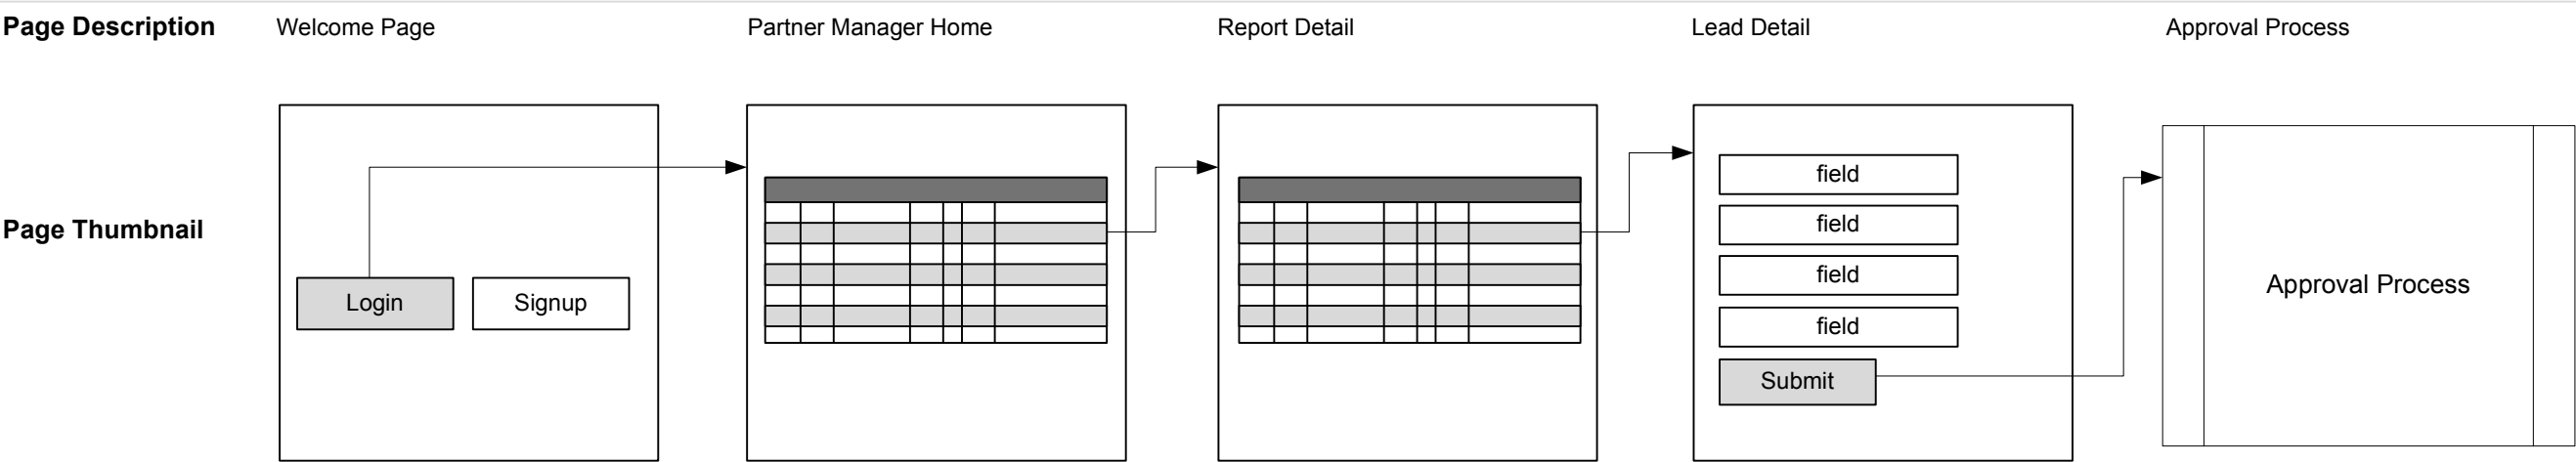 Page Description
Welcome Page
Partner Manager Home
Report Detail
Lead Detail
Approval Process
Page Thumbnail
Login
Signup
field
field
field
field
Submit
Approval Process